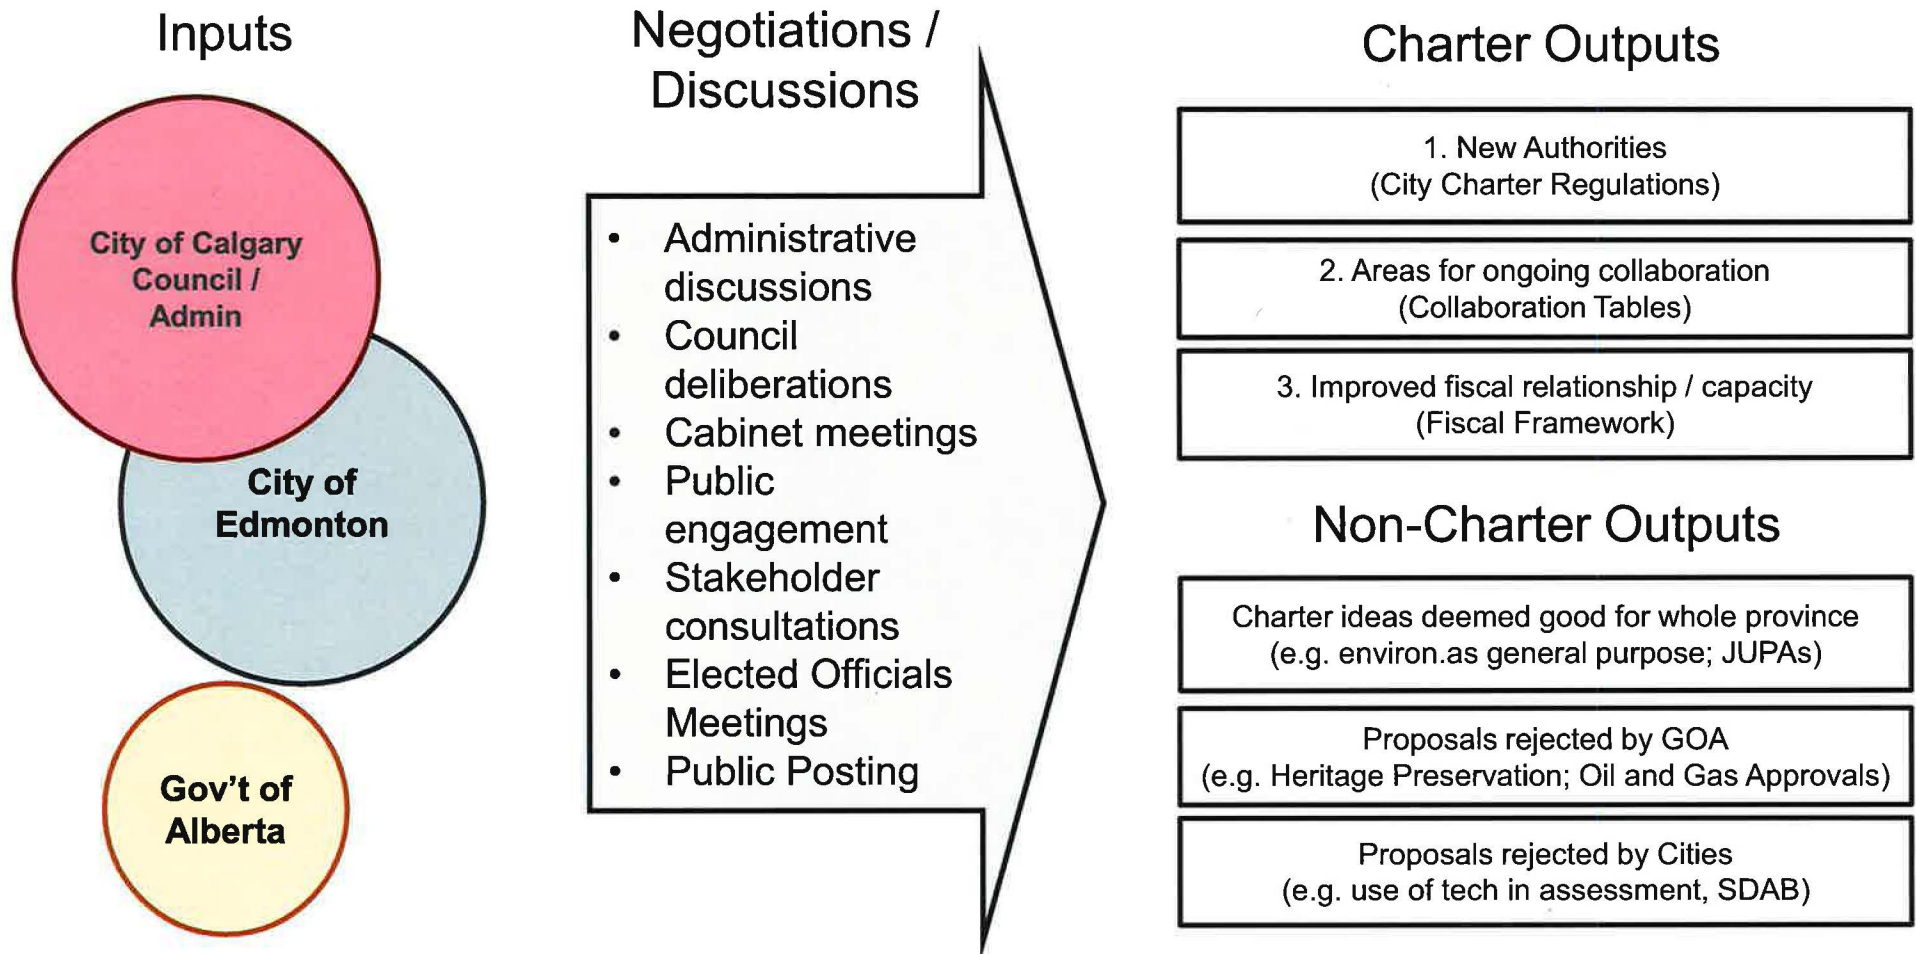 Inputs
City of Calgary
Council /
Admin
City of
Edmonton
Gov't of
Alberta
Negotiations /
Discussions
• Administrative
discussions
• Council
deliberations
• Cabinet meetings
• Public
engagement
• Stakeholder
consultations
• Elected Officials
Meetings
• Public Posting
Charter Outputs
1. New Authorities
(City Charter Regulations)
2. Areas for ongoing collaboration
(Collaboration Tables)
3. Improved fiscal relationship / capacity
(Fiscal Framework)
Non-Charter Outputs
Charter ideas deemed good for whole province
(e.g. environ.as general purpose; JUPAs)
Proposals rejected by GOA
(e.g. Heritage Preservation; Oil and Gas Approvals)
Proposals rejected by Cities
(e.g. use of tech in assessment, SDAB)